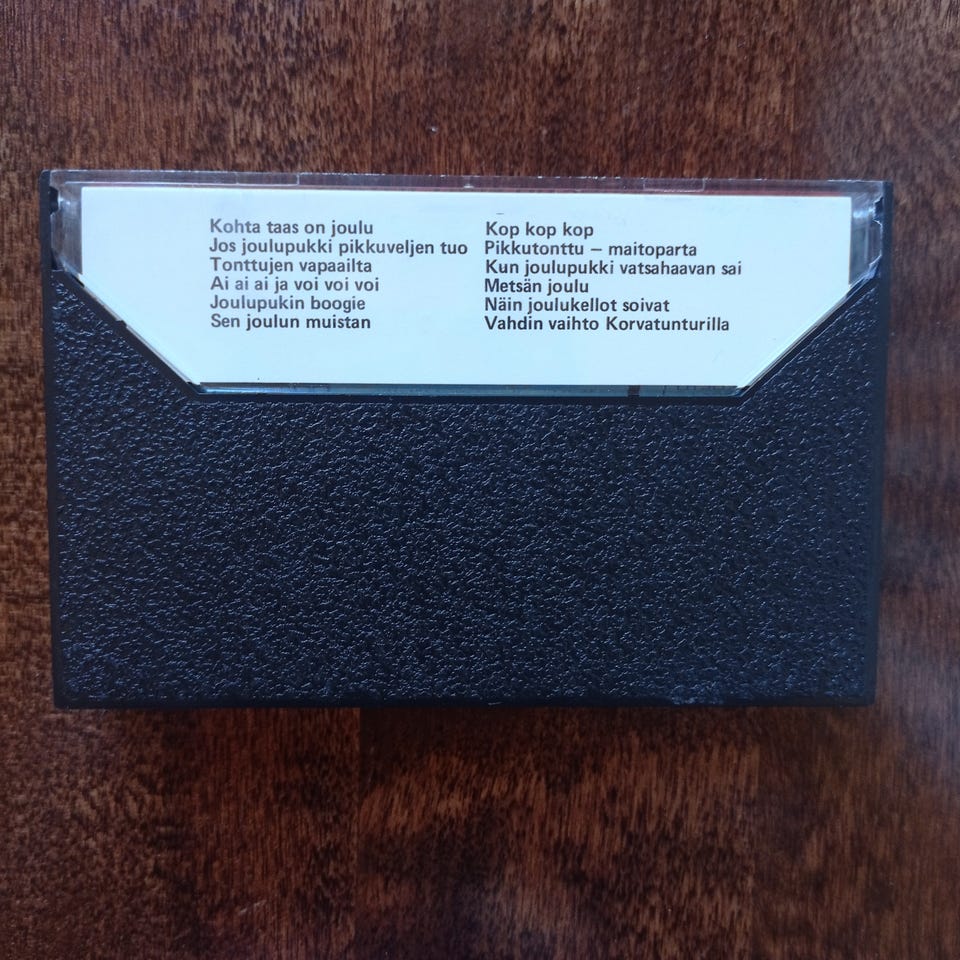 Kohta taas on joulu
Jos joulupukki pikkuveljen tuo
Tonttujen vapaailta
Ai ai ai ja voi voi voi
Joulupukin boogie
Sen joulun muistan
Kop kop kop
Pikkutonttu – maitoparta
Kun joulupukki vatsahaavan sai
Metsän joulu
Näin joulukellot soivat
Vahdin vaihto Korvatunturilla